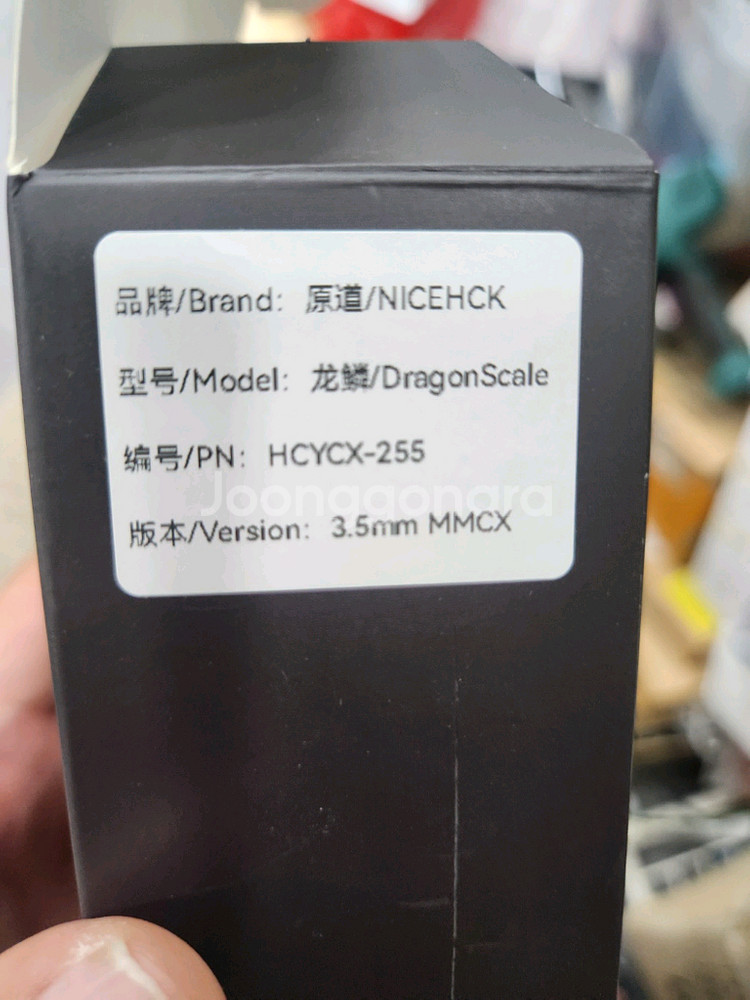 品牌/Brand: 原道/NICEHCK
型号/Model: 龙鳞/DragonScale
编号/PN: HCYCX-255
Joonggonara
版本/Version: 3.5mm MMCX